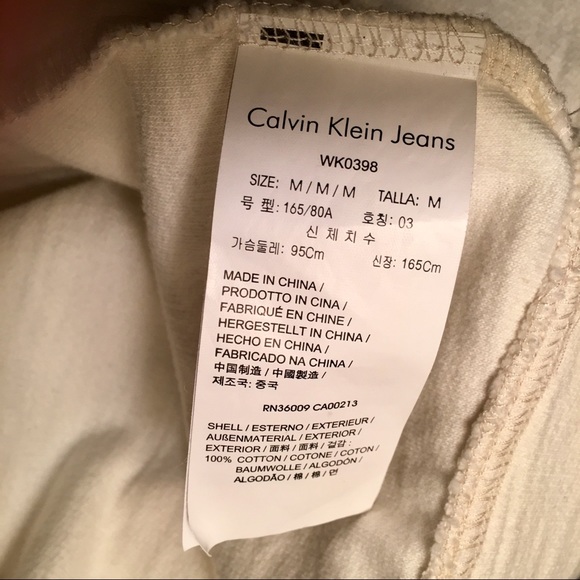 Calvin Klein Jeans
WK0398
SIZE: M / M / M TALLA: M
号 型: 165/80A 호칭: 03
신 체 치 수
가슴둘레: 95Cm 신장: 165Cm
MADE IN CHINA /
PRODOTTO IN CINA /
FABRIQUÉ EN CHINE /
HERGESTELLT IN CHINA /
HECHO EN CHINA /
FABRICADO NA CHINA /
中国制造 / 中國製造 /
제조국: 중국
RN36009 CA00213
SHELL / ESTERNO / EXTERIEUR /
AUßENMATERIAL / EXTERIOR /
EXTERIOR / 面料 / 面料 / 겉감 :
100% COTTON / COTONE / COTON /
BAUMWOLLE / ALGODÓN /
ALGODÃO / 棉 / 棉 / 면